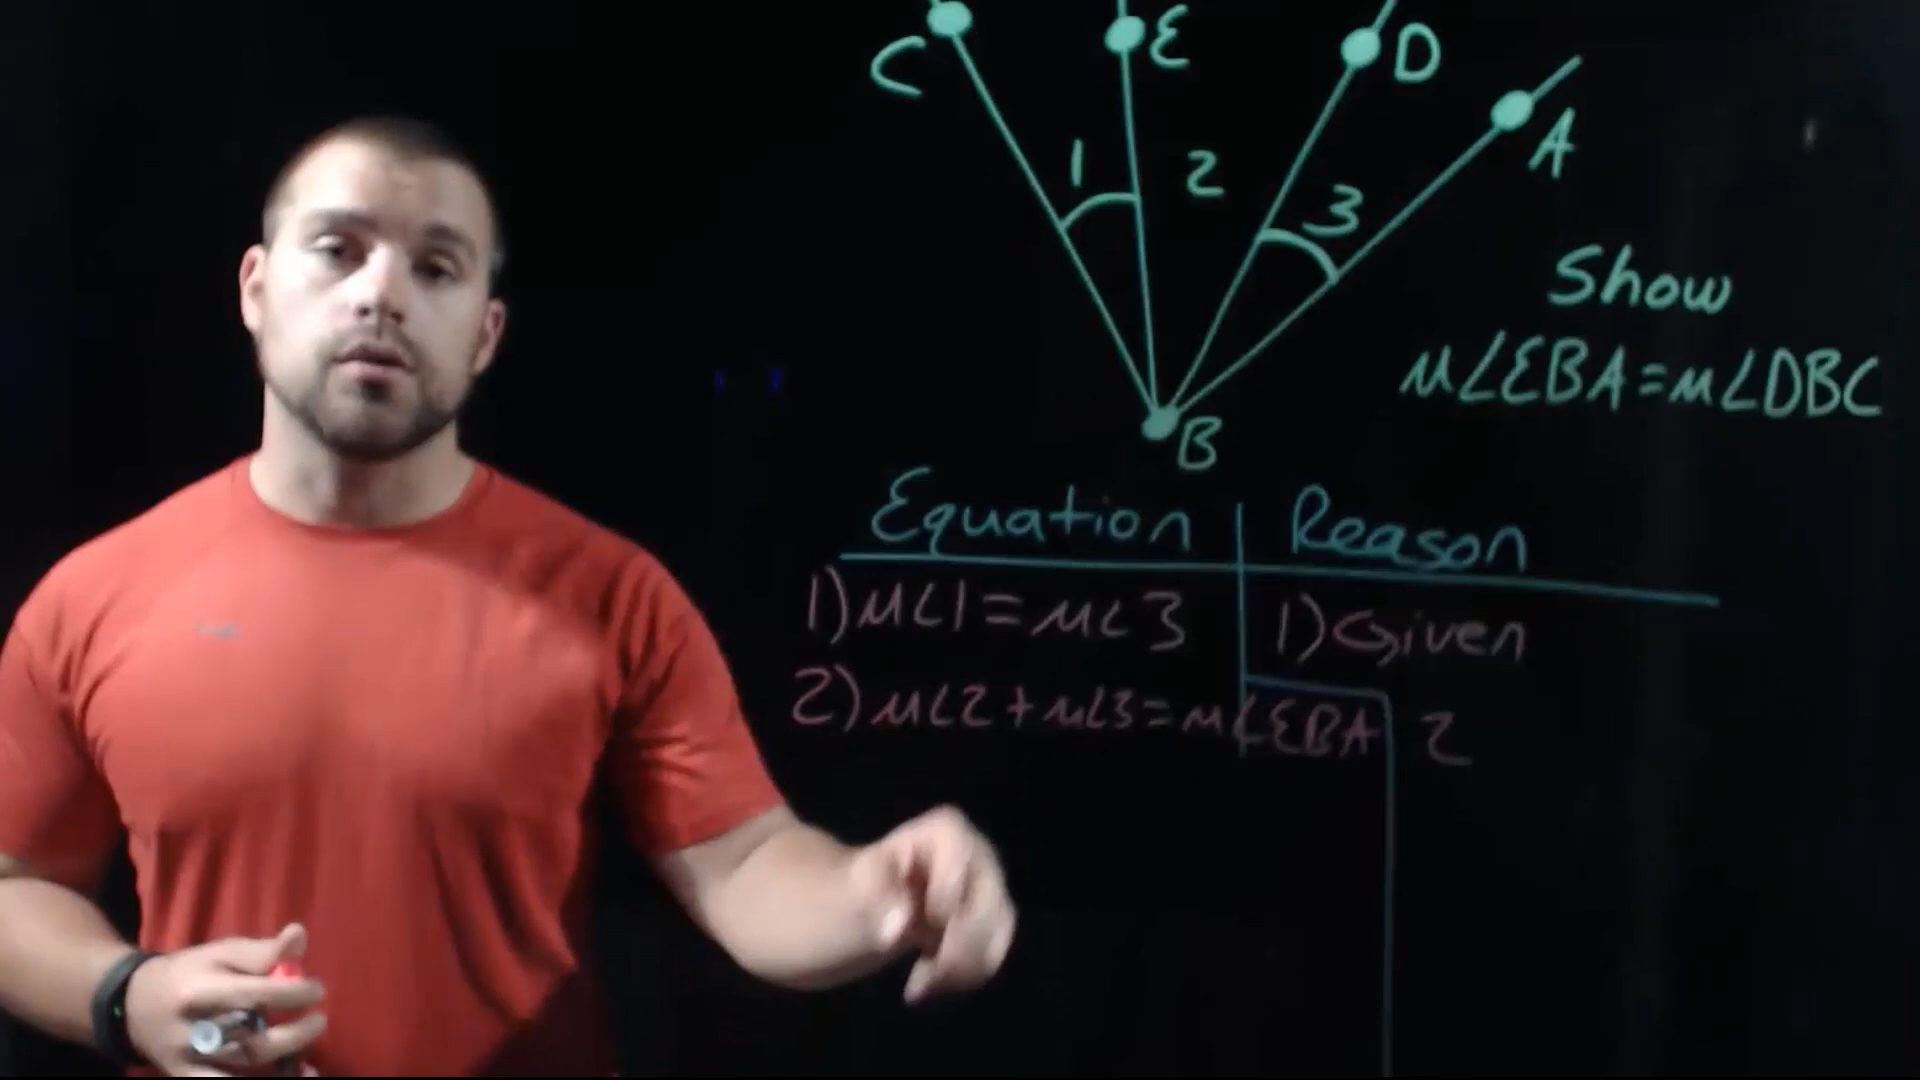 C E D A
1 2 3
B
Show
m∠EBA=m∠DBC
Equation Reason
1) m∠1=m∠3 1) Given
2) m∠2+m∠3=m∠EBA 2